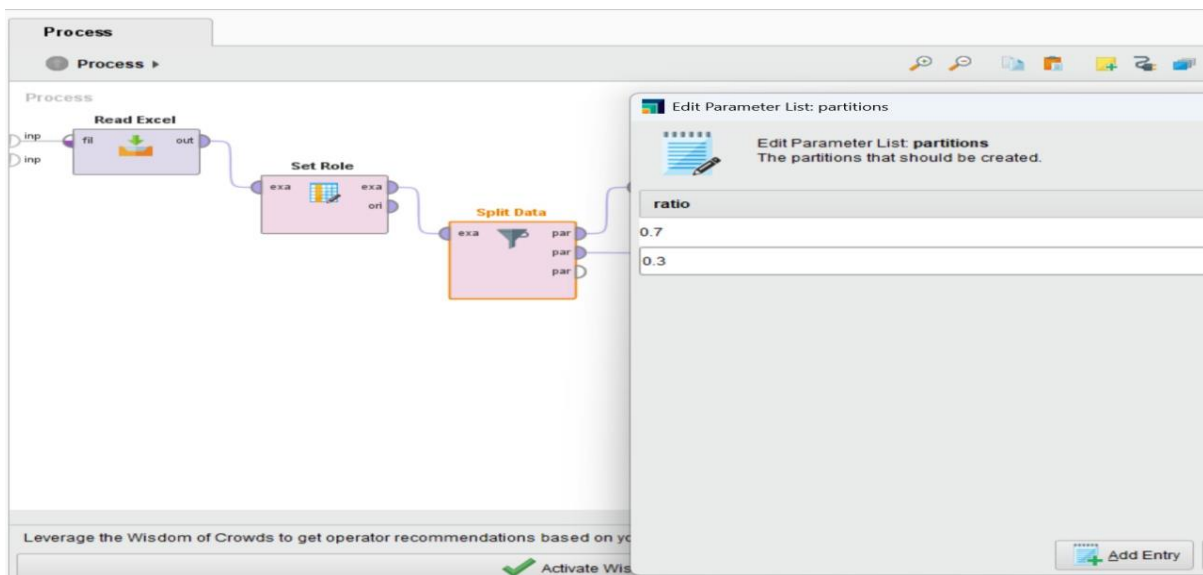 Process
Process
Process
Read Excel
inp
fil
out
inp
Set Role
exa
exa
ori
Split Data
exa
par
par
par
Edit Parameter List: partitions
Edit Parameter List: partitions
The partitions that should be created.
ratio
0.7
0.3
Leverage the Wisdom of Crowds to get operator recommendations based on
Activate
Add Entry